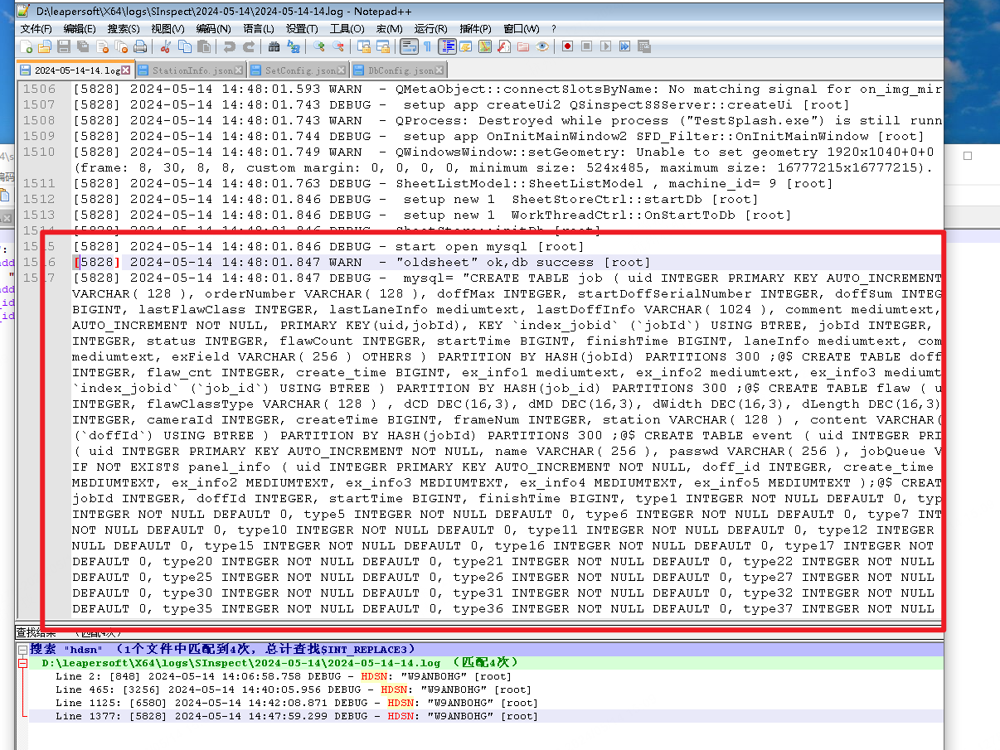 D:\leapersoft\X64\logs\SInspect\2024-05-14\2024-05-14-14.log - Notepad++
文件(F) 编辑(E) 搜索(S) 视图(V) 编码(N) 语言(L) 设置(T) 工具(O) 宏(M) 运行(R) 插件(P) 窗口(W) ?
2024-05-14-14.log StationInfo.json SetConfig.json DbConfig.json
1506 [5828] 2024-05-14 14:48:01.593 WARN - QMetaObject::connectSlotsByName: No matching signal for on_img_mir
1507 [5828] 2024-05-14 14:48:01.743 DEBUG - setup app createUi2 QSinspectSSServer::createUi [root]
1508 [5828] 2024-05-14 14:48:01.743 WARN - QProcess: Destroyed while process ("TestSplash.exe") is still runn
1509 [5828] 2024-05-14 14:48:01.744 DEBUG - setup app OnInitMainWindow2 SFD_Filter::OnInitMainWindow [root]
1510 [5828] 2024-05-14 14:48:01.749 WARN - QWindowsWindow::setGeometry: Unable to set geometry 1920x1040+0+0
(frame: 8, 30, 8, 8, custom margin: 0, 0, 0, 0, minimum size: 524x485, maximum size: 16777215x16777215).
1511 [5828] 2024-05-14 14:48:01.763 DEBUG - SheetListModel::SheetListModel , machine_id= 9 [root]
1512 [5828] 2024-05-14 14:48:01.846 DEBUG - setup new 1 SheetStoreCtrl::startDb [root]
1513 [5828] 2024-05-14 14:48:01.846 DEBUG - setup new 1 WorkThreadCtrl::OnStartToDb [root]
1514 [5828] 2024-05-14 14:48:01.846 DEBUG - SheetStore::initDb [root]
1515 [5828] 2024-05-14 14:48:01.846 DEBUG - start open mysql [root]
1516 [5828] 2024-05-14 14:48:01.847 WARN - "oldsheet" ok,db success [root]
1517 [5828] 2024-05-14 14:48:01.847 DEBUG - mysql= "CREATE TABLE job ( uid INTEGER PRIMARY KEY AUTO_INCREMENT
VARCHAR( 128 ), orderNumber VARCHAR( 128 ), doffMax INTEGER, startDoffSerialNumber INTEGER, doffSum INTEG
BIGINT, lastFlawClass INTEGER, lastLaneInfo mediumtext, lastDoffInfo VARCHAR( 1024 ), comment mediumtext,
AUTO_INCREMENT NOT NULL, PRIMARY KEY(uid,jobId), KEY `index_jobid` (`jobId`) USING BTREE, jobId INTEGER,
INTEGER, status INTEGER, flawCount INTEGER, startTime BIGINT, finishTime BIGINT, laneInfo mediumtext, com
mediumtext, exField VARCHAR( 256 ) OTHERS ) PARTITION BY HASH(jobId) PARTITIONS 300 ;@$ CREATE TABLE doff
INTEGER, flaw_cnt INTEGER, create_time BIGINT, ex_info1 mediumtext, ex_info2 mediumtext, ex_info3 mediumt
`index_jobid` (`job_id`) USING BTREE ) PARTITION BY HASH(job_id) PARTITIONS 300 ;@$ CREATE TABLE flaw ( u
INTEGER, flawClassType VARCHAR( 128 ) , dCD DEC(16,3), dMD DEC(16,3), dWidth DEC(16,3), dLength DEC(16,3)
INTEGER, cameraId INTEGER, createTime BIGINT, frameNum INTEGER, station VARCHAR( 128 ) , content VARCHAR(
(`doffId`) USING BTREE ) PARTITION BY HASH(jobId) PARTITIONS 300 ;@$ CREATE TABLE event ( uid INTEGER PRI
( uid INTEGER PRIMARY KEY AUTO_INCREMENT NOT NULL, name VARCHAR( 256 ), passwd VARCHAR( 256 ), jobQueue V
IF NOT EXISTS panel_info ( uid INTEGER PRIMARY KEY AUTO_INCREMENT NOT NULL, doff_id INTEGER, create_time
MEDIUMTEXT, ex_info2 MEDIUMTEXT, ex_info3 MEDIUMTEXT, ex_info4 MEDIUMTEXT, ex_info5 MEDIUMTEXT );@$ CREAT
jobId INTEGER, doffId INTEGER, startTime BIGINT, finishTime BIGINT, type1 INTEGER NOT NULL DEFAULT 0, typ
INTEGER NOT NULL DEFAULT 0, type5 INTEGER NOT NULL DEFAULT 0, type6 INTEGER NOT NULL DEFAULT 0, type7 INT
NOT NULL DEFAULT 0, type10 INTEGER NOT NULL DEFAULT 0, type11 INTEGER NOT NULL DEFAULT 0, type12 INTEGER
NULL DEFAULT 0, type15 INTEGER NOT NULL DEFAULT 0, type16 INTEGER NOT NULL DEFAULT 0, type17 INTEGER NOT
DEFAULT 0, type20 INTEGER NOT NULL DEFAULT 0, type21 INTEGER NOT NULL DEFAULT 0, type22 INTEGER NOT NULL
DEFAULT 0, type25 INTEGER NOT NULL DEFAULT 0, type26 INTEGER NOT NULL DEFAULT 0, type27 INTEGER NOT NULL
DEFAULT 0, type30 INTEGER NOT NULL DEFAULT 0, type31 INTEGER NOT NULL DEFAULT 0, type32 INTEGER NOT NULL
DEFAULT 0, type35 INTEGER NOT NULL DEFAULT 0, type36 INTEGER NOT NULL DEFAULT 0, type37 INTEGER NOT NULL
查找结果 - (匹配4次)
搜索 "hdsn" (1个文件中匹配到4次, 总计查找$INT_REPLACE3)
D:\leapersoft\X64\logs\SInspect\2024-05-14\2024-05-14-14.log (匹配4次)
Line 2: [848] 2024-05-14 14:06:58.758 DEBUG - HDSN: "W9ANBOHG" [root]
Line 465: [3256] 2024-05-14 14:40:05.956 DEBUG - HDSN: "W9ANBOHG" [root]
Line 1125: [6580] 2024-05-14 14:42:08.871 DEBUG - HDSN: "W9ANBOHG" [root]
Line 1377: [5828] 2024-05-14 14:47:59.299 DEBUG - HDSN: "W9ANBOHG" [root]